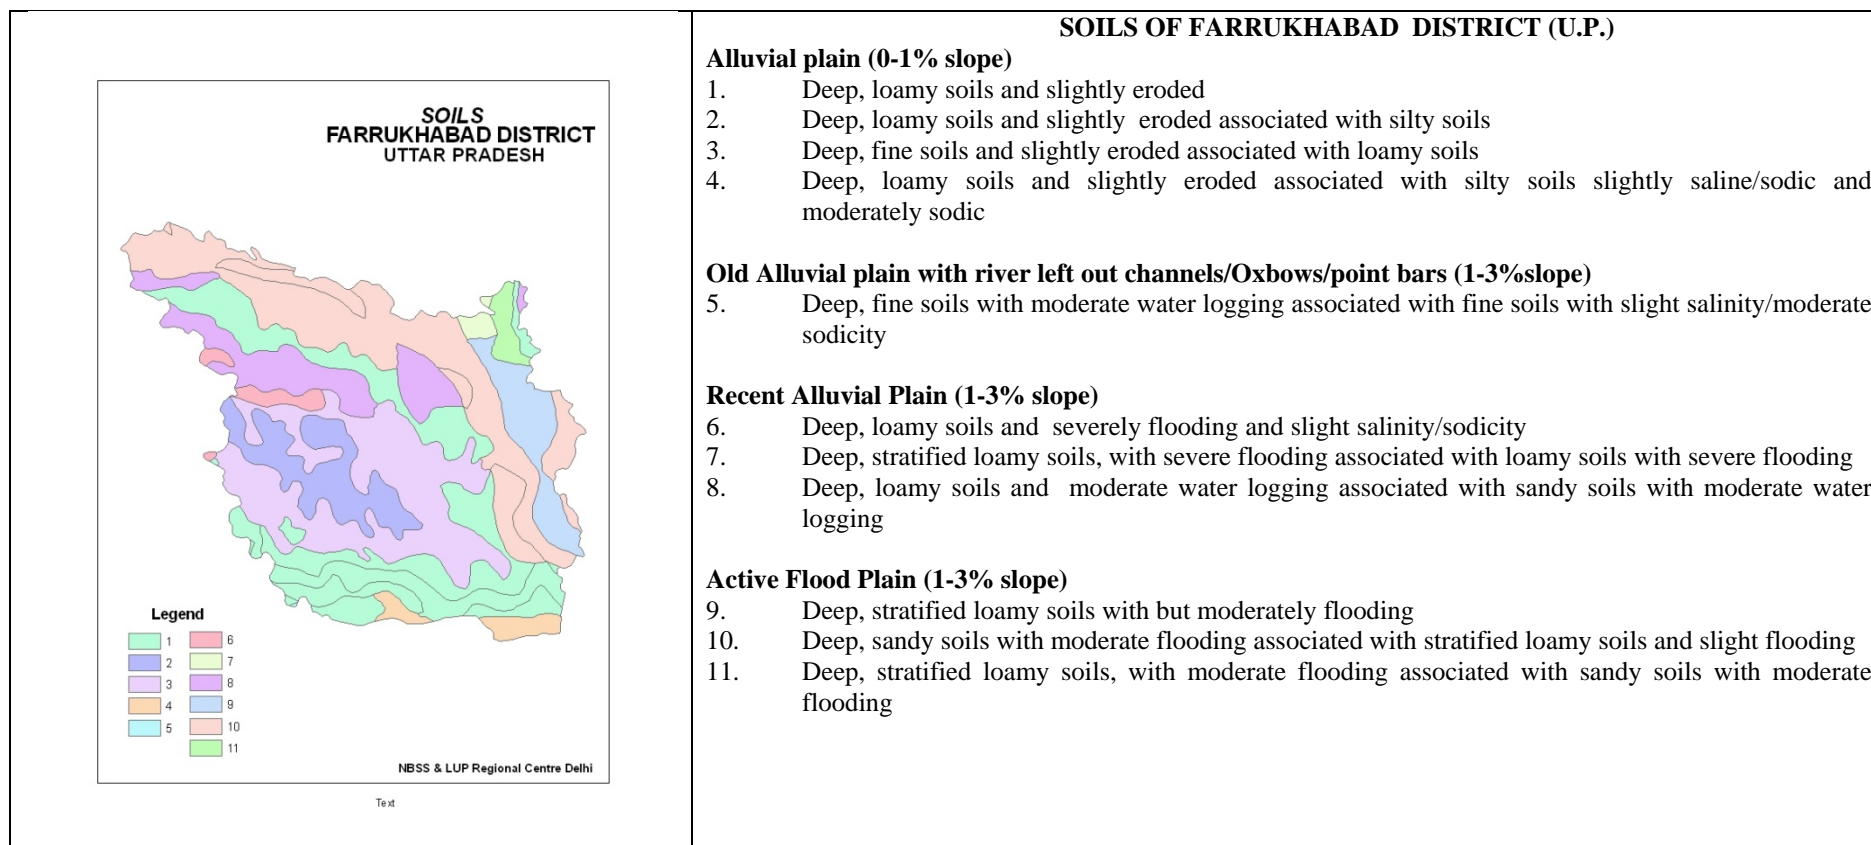 SOILS
FARRUKHABAD DISTRICT
UTTAR PRADESH
Legend
1
2
3
4
5
6
7
8
9
10
11
NBSS & LUP Regional Centre Delhi
Text
SOILS OF FARRUKHABAD DISTRICT (U.P.)
Alluvial plain (0-1% slope)
1. Deep, loamy soils and slightly eroded
2. Deep, loamy soils and slightly eroded associated with silty soils
3. Deep, fine soils and slightly eroded associated with loamy soils
4. Deep, loamy soils and slightly eroded associated with silty soils slightly saline/sodic and
moderately sodic
Old Alluvial plain with river left out channels/Oxbows/point bars (1-3%slope)
5. Deep, fine soils with moderate water logging associated with fine soils with slight salinity/moderate
sodicity
Recent Alluvial Plain (1-3% slope)
6. Deep, loamy soils and severely flooding and slight salinity/sodicity
7. Deep, stratified loamy soils, with severe flooding associated with loamy soils with severe flooding
8. Deep, loamy soils and moderate water logging associated with sandy soils with moderate water
logging
Active Flood Plain (1-3% slope)
9. Deep, stratified loamy soils with but moderately flooding
10. Deep, sandy soils with moderate flooding associated with stratified loamy soils and slight flooding
11. Deep, stratified loamy soils, with moderate flooding associated with sandy soils with moderate
flooding